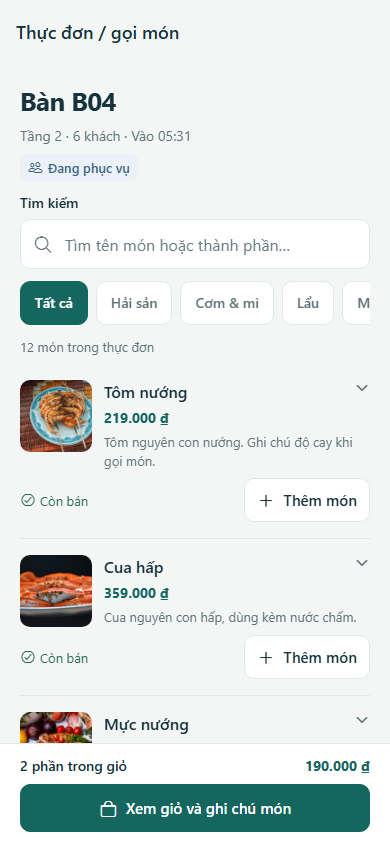 Thực đơn / gọi món
Bàn B04
Tầng 2 · 6 khách · Vào 05:31
Đang phục vụ
Tìm kiếm
Tìm tên món hoặc thành phần...
Tất cả
Hải sản
Cơm & mì
Lẩu
M
12 món trong thực đơn
Tôm nướng
219.000 ₫
Tôm nguyên con nướng. Ghi chú độ cay khi
gọi món.
Còn bán
Thêm món
Cua hấp
359.000 ₫
Cua nguyên con hấp, dùng kèm nước chấm.
Còn bán
Thêm món
Mực nướng
2 phần trong giỏ
190.000 ₫
Xem giỏ và ghi chú món